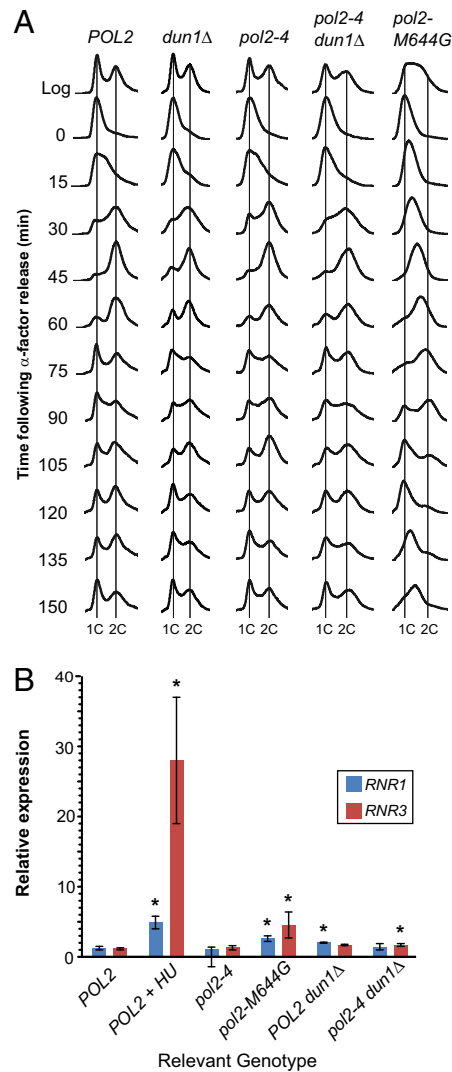 A
POL2 dun1Δ pol2-4 pol2-4 dun1Δ pol2-M644G
Time following α-factor release (min)
Log
0
15
30
45
60
75
90
105
120
135
150
1C 2C 1C 2C 1C 2C 1C 2C 1C 2C
B
Relative expression
40
30
20
10
0
* * * * * *
RNR1
RNR3
POL2
POL2 + HU
pol2-4
pol2-M644G
POL2 dun1Δ
pol2-4 dun1Δ
Relevant Genotype